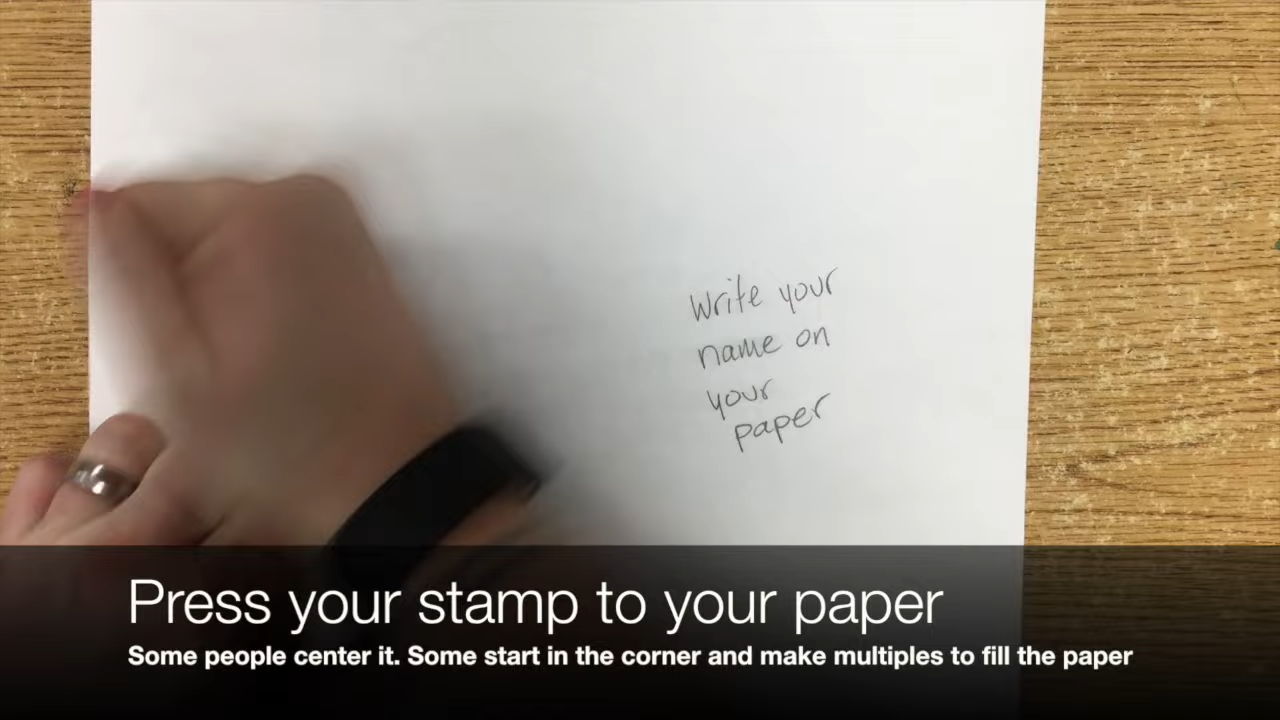 Write your
name on
your
paper
Press your stamp to your paper
Some people center it. Some start in the corner and make multiples to fill the paper